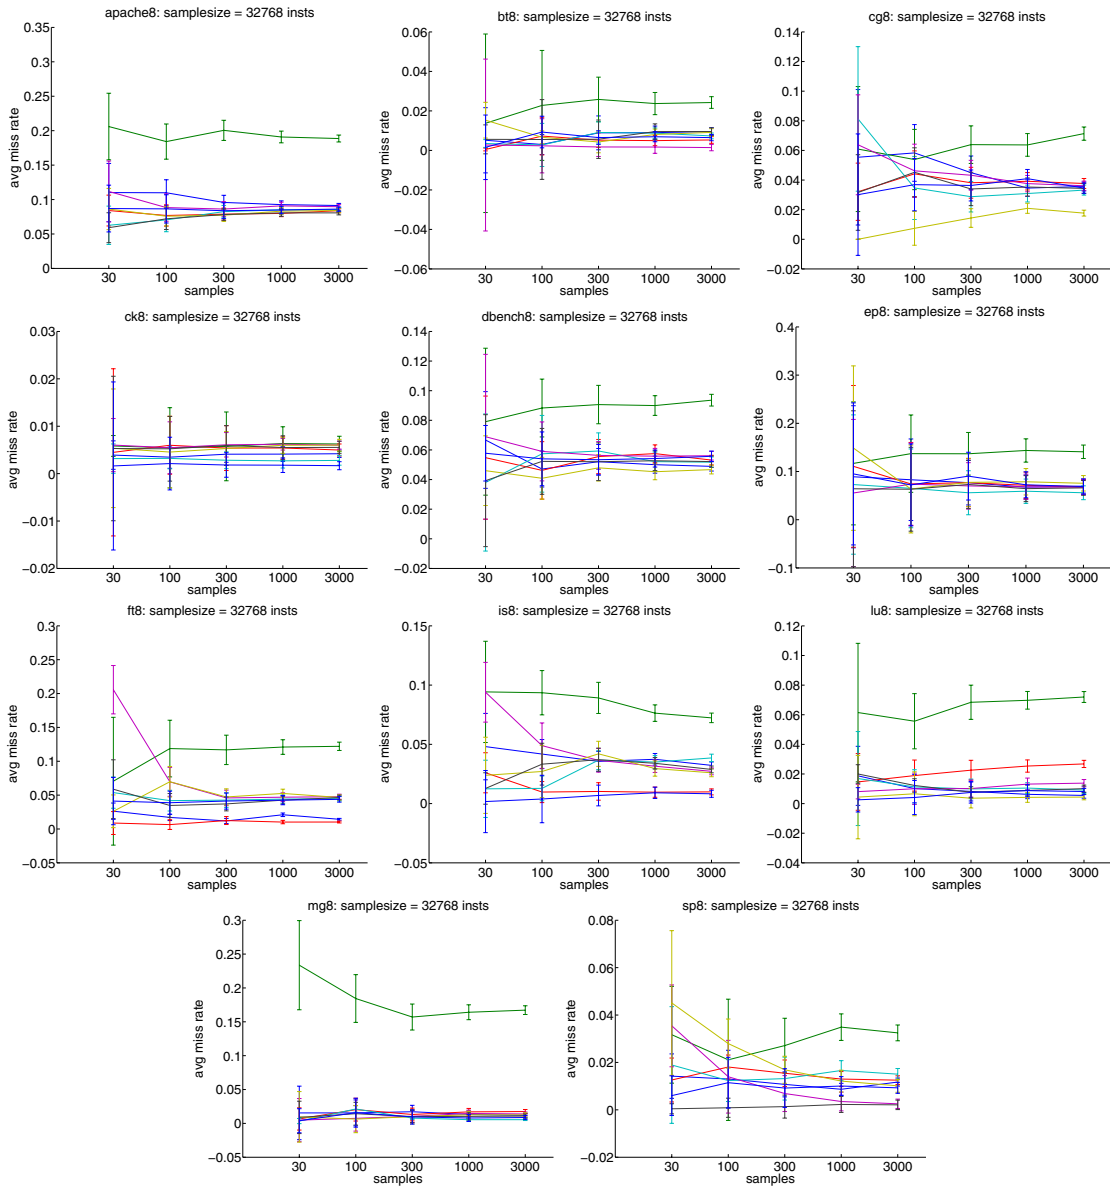 apache8: samplesize = 32768 insts
avg miss rate
0.35
0.3
0.25
0.2
0.15
0.1
0.05
0
30 100 300 1000 3000
samples
bt8: samplesize = 32768 insts
avg miss rate
0.06
0.04
0.02
0
−0.02
−0.04
−0.06
30 100 300 1000 3000
samples
cg8: samplesize = 32768 insts
avg miss rate
0.14
0.12
0.1
0.08
0.06
0.04
0.02
0
−0.02
30 100 300 1000 3000
samples
ck8: samplesize = 32768 insts
avg miss rate
0.03
0.02
0.01
0
−0.01
−0.02
30 100 300 1000 3000
samples
dbench8: samplesize = 32768 insts
avg miss rate
0.14
0.12
0.1
0.08
0.06
0.04
0.02
0
−0.02
30 100 300 1000 3000
samples
ep8: samplesize = 32768 insts
avg miss rate
0.4
0.3
0.2
0.1
0
−0.1
30 100 300 1000 3000
samples
ft8: samplesize = 32768 insts
avg miss rate
0.3
0.25
0.2
0.15
0.1
0.05
0
−0.05
30 100 300 1000 3000
samples
is8: samplesize = 32768 insts
avg miss rate
0.15
0.1
0.05
0
−0.05
30 100 300 1000 3000
samples
lu8: samplesize = 32768 insts
avg miss rate
0.12
0.1
0.08
0.06
0.04
0.02
0
−0.02
−0.04
30 100 300 1000 3000
samples
mg8: samplesize = 32768 insts
avg miss rate
0.3
0.25
0.2
0.15
0.1
0.05
0
−0.05
30 100 300 1000 3000
samples
sp8: samplesize = 32768 insts
avg miss rate
0.08
0.06
0.04
0.02
0
−0.02
30 100 300 1000 3000
samples